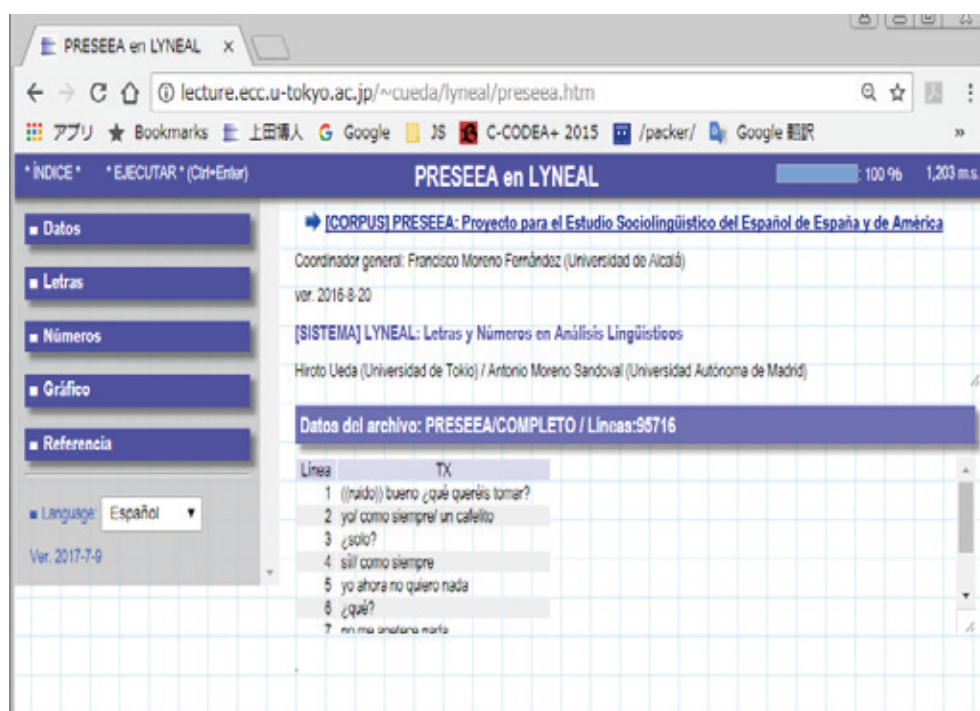 PRESEEA en LYNEAL
lecture.ecc.u-tokyo.ac.jp/~cueda/lyneal/preseea.htm
アプリ Bookmarks 上田博人 Google JS C-CODEA+ 2015 /packer/ Google 翻訳 »
* ÍNDICE * * EJECUTAR * (Ctrl+Enter) PRESEEA en LYNEAL : 100 % 1,203 m.s.
Datos
Letras
Números
Gráfico
Referencia
Language: Español
Ver. 2017-7-9
[CORPUS] PRESEEA: Proyecto para el Estudio Sociolingüístico del Español de España y de América
Coordinador general: Francisco Moreno Fernández (Universidad de Alcalá)
ver. 2016-8-20
[SISTEMA] LYNEAL: Letras y Números en Análisis Lingüísticos
Hiroto Ueda (Universidad de Tokio) / Antonio Moreno Sandoval (Universidad Autónoma de Madrid)
Datos del archivo: PRESEEA/COMPLETO / Líneas:95716
Línea TX
1 ((ruido)) bueno ¿qué queréis tomar?
2 yo/ como siempre/ un cafelito
3 ¿solo?
4 sí// como siempre
5 yo ahora no quiero nada
6 ¿qué?
7 no me apetece nada